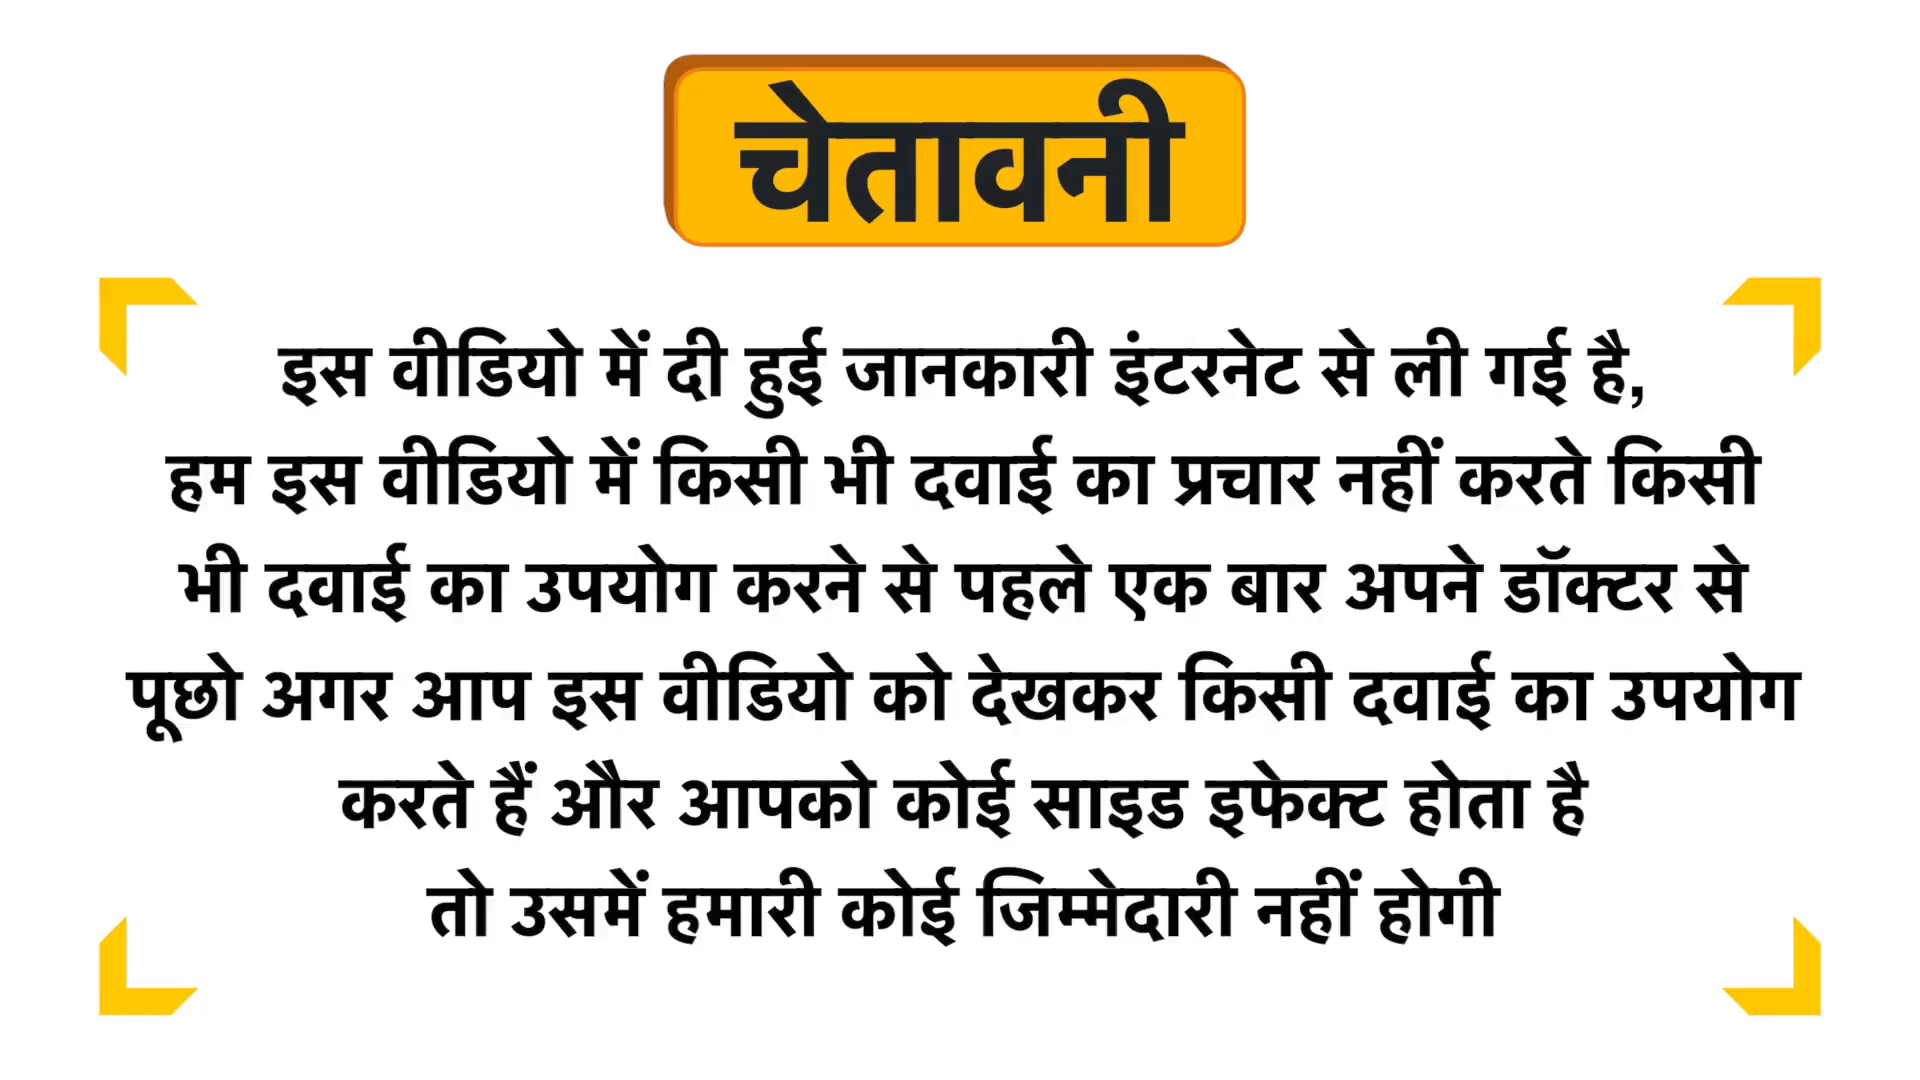 चेतावनी
इस वीडियो में दी हुई जानकारी इंटरनेट से ली गई है,
हम इस वीडियो में किसी भी दवाई का प्रचार नहीं करते किसी
भी दवाई का उपयोग करने से पहले एक बार अपने डॉक्टर से
पूछो अगर आप इस वीडियो को देखकर किसी दवाई का उपयोग
करते हैं और आपको कोई साइड इफेक्ट होता है
तो उसमें हमारी कोई जिम्मेदारी नहीं होगी